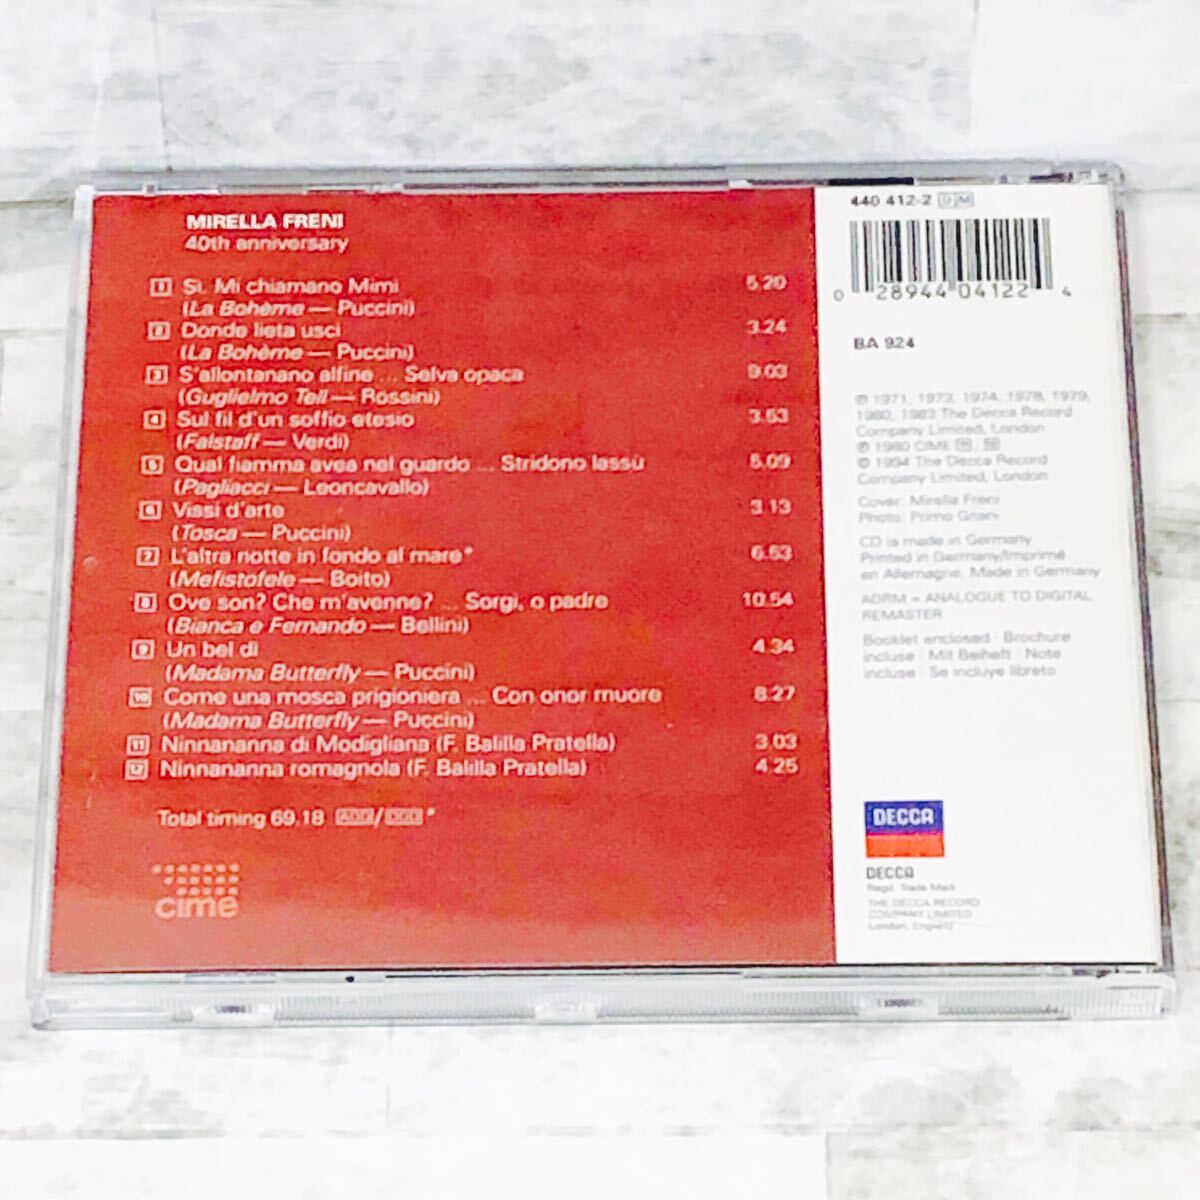 MIRELLA FRENI
40th anniversary
1 Si. Mi chiamano Mimi 5.20
(La Bohème — Puccini)
2 Donde lieta usci 3.24
(La Bohème — Puccini)
3 S'allontanano alfine ... Selva opaca 9.03
(Guglielmo Tell — Rossini)
4 Sul fil d'un soffio etesio 3.53
(Falstaff — Verdi)
5 Qual fiamma avea nel guardo ... Stridono lassù 5.09
(Pagliacci — Leoncavallo)
6 Vissi d'arte 3.13
(Tosca — Puccini)
7 L'altra notte in fondo al mare* 6.53
(Mefistofele — Boito)
8 Ove son? Che m'avenne? ... Sorgi, o padre 10.54
(Bianca e Fernando — Bellini)
9 Un bel di 4.34
(Madama Butterfly — Puccini)
10 Come una mosca prigioniera ... Con onor muore 8.27
(Madama Butterfly — Puccini)
11 Ninnananna di Modigliana (F. Balilla Pratella) 3.03
12 Ninnananna romagnola (F. Balilla Pratella) 4.25
Total timing 69.18 ADD/DDD*
cime
440 412-2
0 28944 04122 4
BA 924
℗ 1971, 1973, 1974, 1978, 1979,
1980, 1983 The Decca Record
Company Limited, London
℗ 1980 CIME
© 1994 The Decca Record
Company Limited, London
Cover: Mirella Freni
Photo: Primo Gnani
CD is made in Germany
Printed in Germany/Imprimé
en Allemagne. Made in Germany
ADRM = ANALOGUE TO DIGITAL
REMASTER
Booklet enclosed · Brochure
incluse · Mit Beiheft · Note
incluse · Se incluye libreto
DECCA
DECCA
Regd. Trade Mark
THE DECCA RECORD
COMPANY LIMITED
London, England